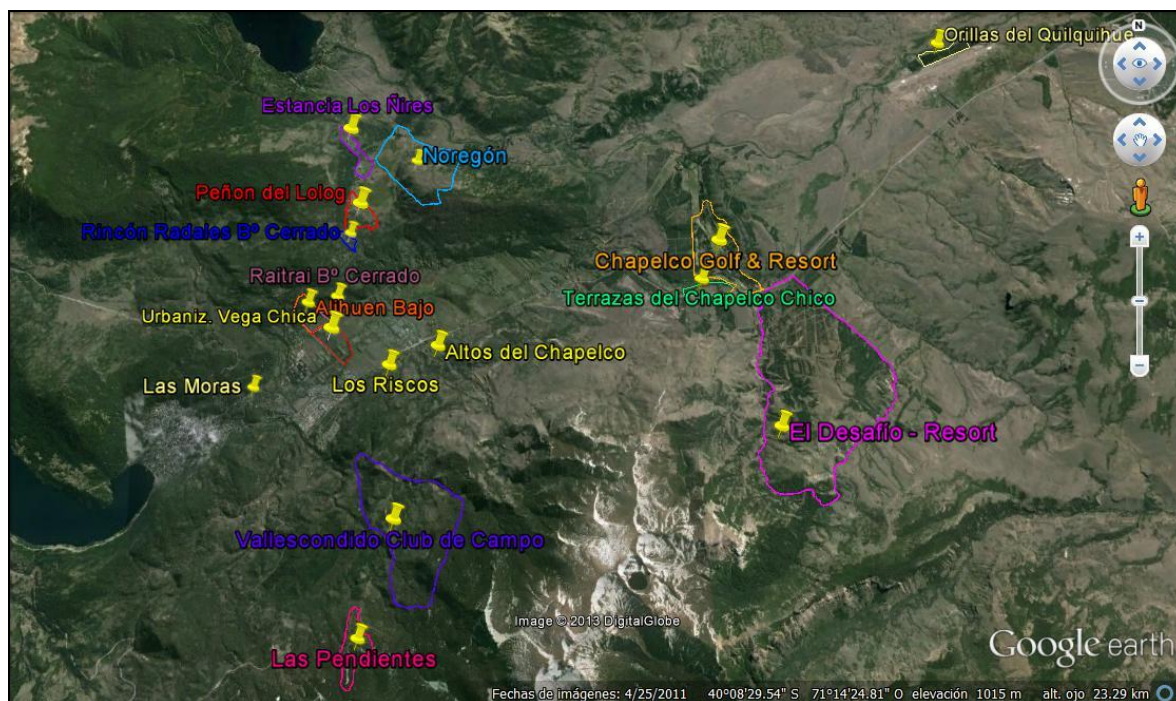 Orillas del Quilquihue
N
Estancia Los Ñires
Noregón
Peñon del Lolog
Rincón Radales Bº Cerrado
Chapelco Golf & Resort
Raitrai Bº Cerrado
Terrazas del Chapelco Chico
Alihuen Bajo
Urbaniz. Vega Chica
Altos del Chapelco
Las Moras
Los Riscos
El Desafío - Resort
Vallescondido Club de Campo
Image © 2013 DigitalGlobe
Las Pendientes
Google earth
Fechas de imágenes: 4/25/2011 40°08'29.54" S 71°14'24.81" O elevación 1015 m alt. ojo 23.29 km